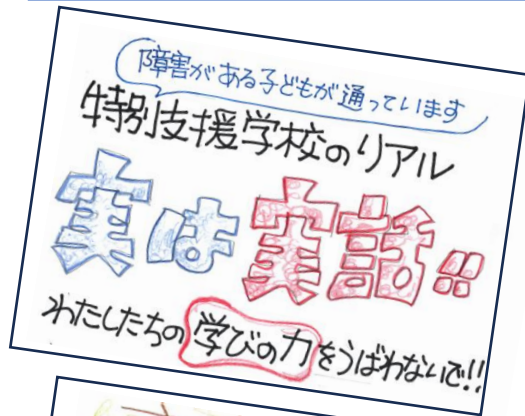 障害がある子どもが通っています
特別支援学校のリアル
実は実話!!
わたしたちの学びの力をうばわないで!!